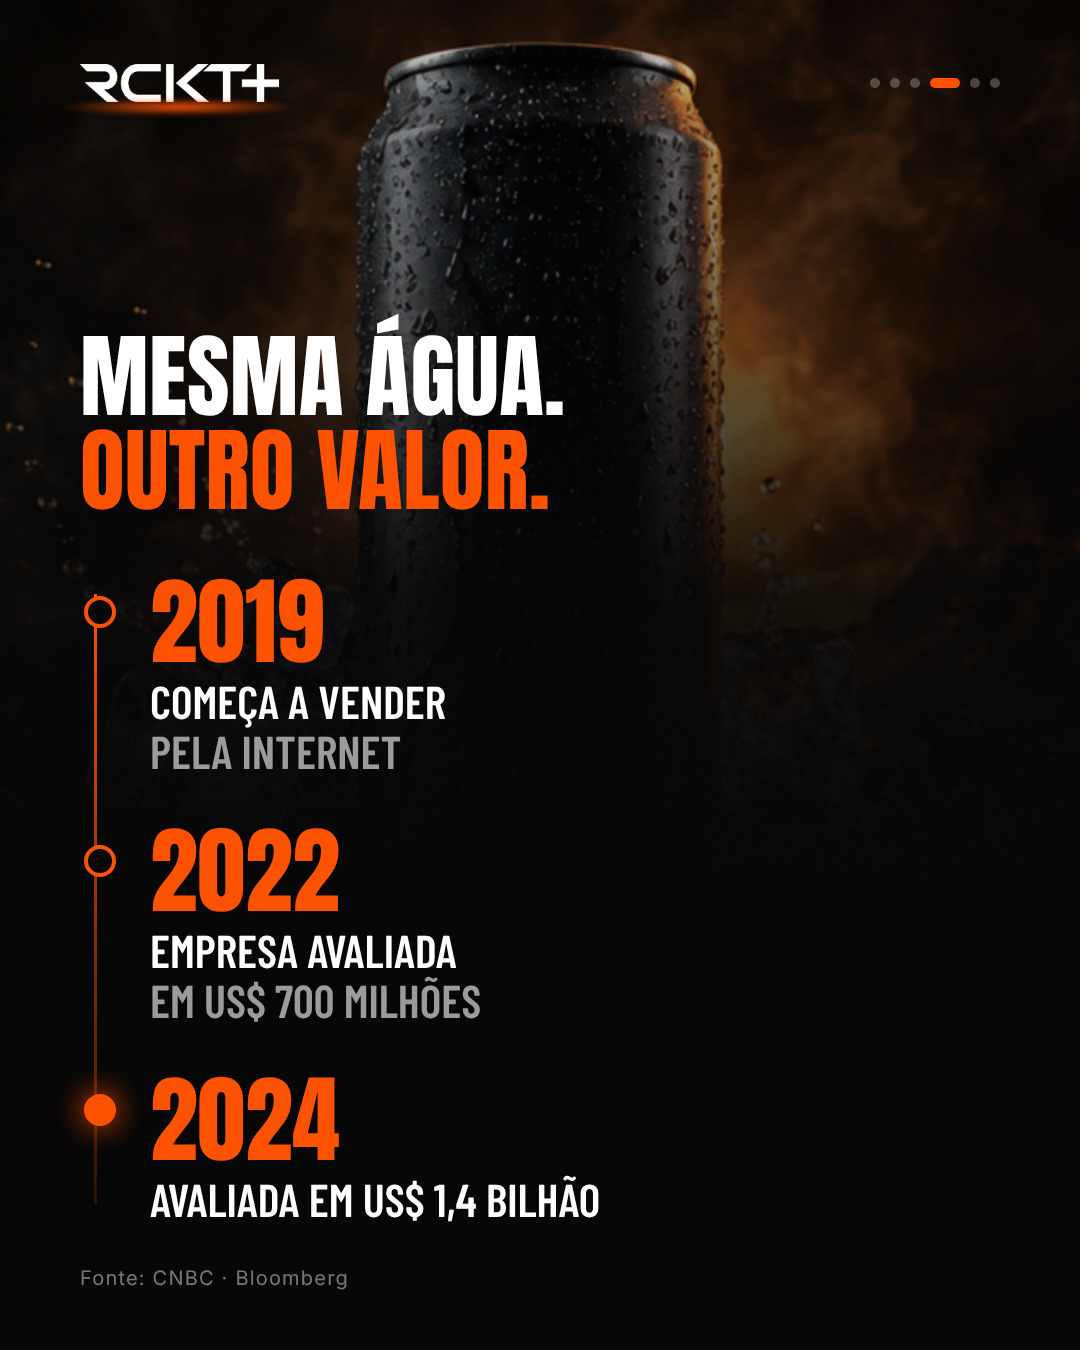 RCKT+
MESMA ÁGUA.
OUTRO VALOR.
2019
COMEÇA A VENDER
PELA INTERNET
2022
EMPRESA AVALIADA
EM US$ 700 MILHÕES
2024
AVALIADA EM US$ 1,4 BILHÃO
Fonte: CNBC · Bloomberg